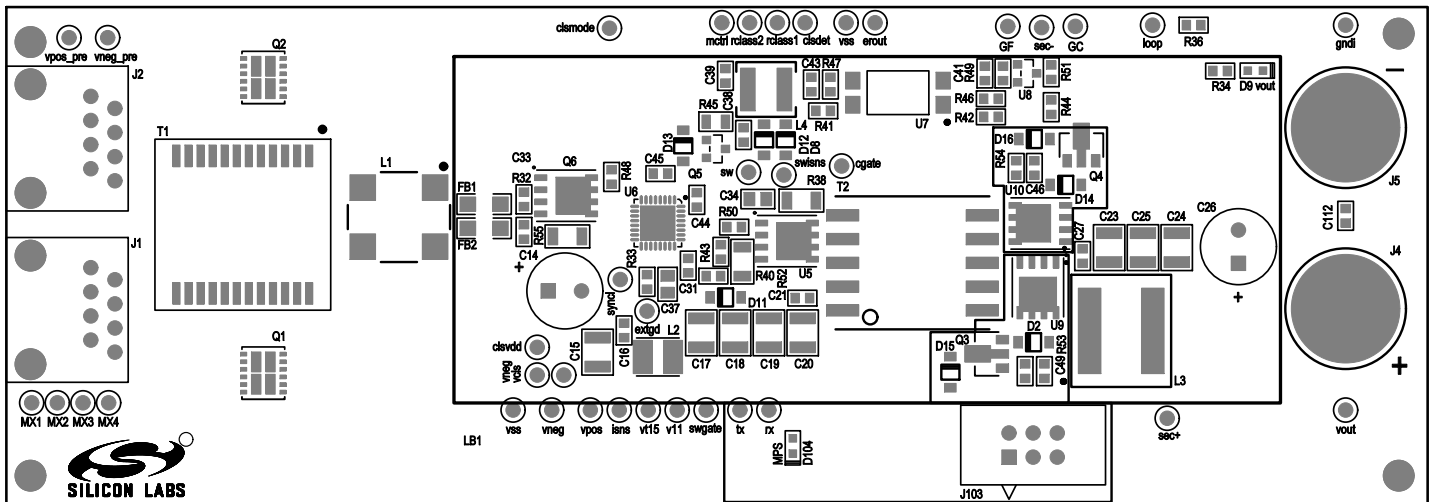 clsmode
mctrl rclass2 rclass1 clsdet vss erout
GF sec- GC
loop
R36
gndi
vpos_pre vneg_pre
Q2
J2
C39
C38
C43 R47
R41
L4
U7
C41 R49
U8
R51
R46
R42
R44
R34 D9 vout
−
T1
L1
C33
Q6
R48
C45
R45
D13
Q5
D12
D8
sw
swisns
cgate
T2
D16
R54
U10 C46
Q4
D14
J5
FB1
R32
U6
C44
C34
R38
FB2
C14
R55
R50
R43
R40
R52
U5
C27
C23 C25 C24
C26
C112
J1
+
R33
syncl
C31
C37
extgd
D11
C21
+
U9
J4
Q1
clsvdd
vneg
vcis
C15
C16
L2
C17 C18 C19 C20
Q3
D15
D2
R53
C49
L3
+
MX1 MX2 MX3 MX4
LB1
vss vneg vpos isns vt15 v11 swgate tx rx
MPS
D104
J103
sec+
vout
SILICON LABS